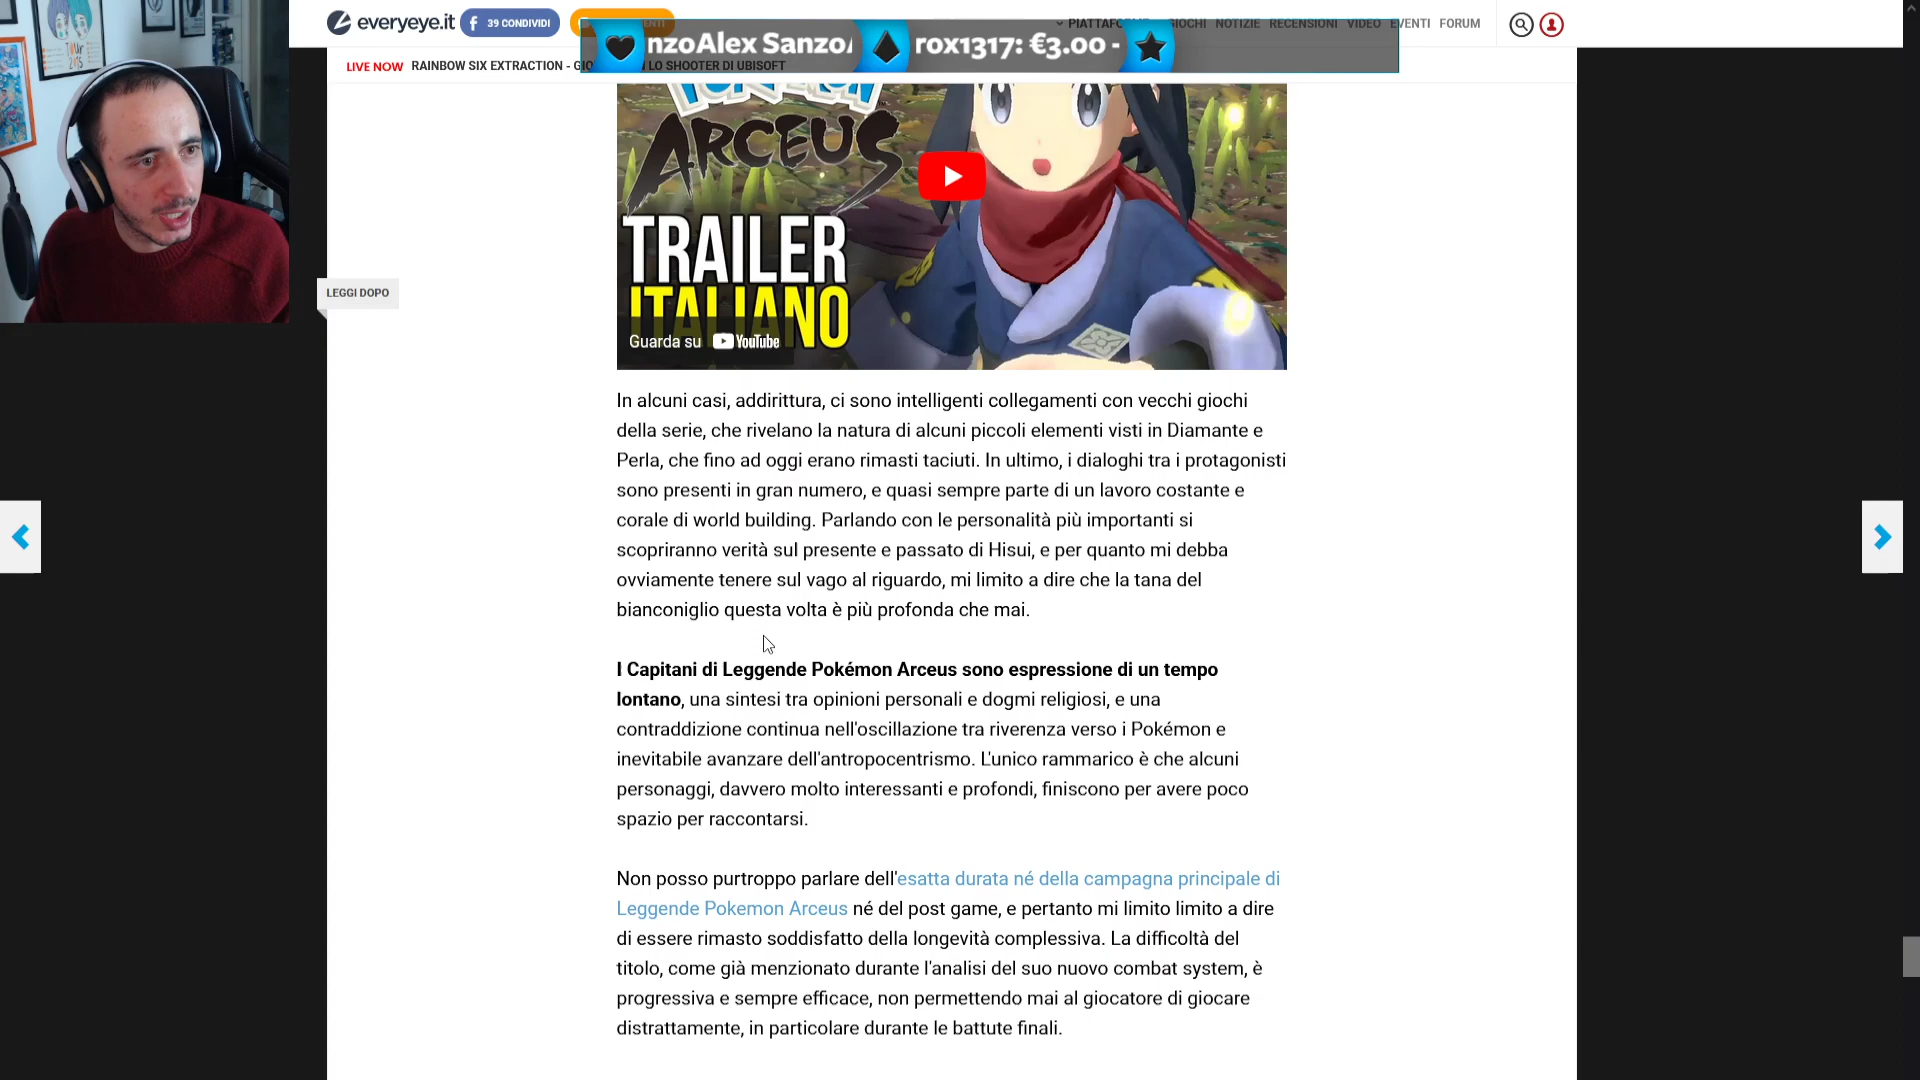 everyeye.it
39 CONDIVIDI
GIOCHI NOTIZIE RECENSIONI VIDEO EVENTI FORUM
nzoAlex Sanzo
rox1317: €3.00 -
LIVE NOW RAINBOW SIX EXTRACTION - LO SHOOTER DI UBISOFT
LEGGI DOPO
ARCEUS
TRAILER
ITALIANO
Guarda su YouTube
In alcuni casi, addirittura, ci sono intelligenti collegamenti con vecchi giochi
della serie, che rivelano la natura di alcuni piccoli elementi visti in Diamante e
Perla, che fino ad oggi erano rimasti taciuti. In ultimo, i dialoghi tra i protagonisti
sono presenti in gran numero, e quasi sempre parte di un lavoro costante e
corale di world building. Parlando con le personalità più importanti si
scopriranno verità sul presente e passato di Hisui, e per quanto mi debba
ovviamente tenere sul vago al riguardo, mi limito a dire che la tana del
bianconiglio questa volta è più profonda che mai.
I Capitani di Leggende Pokémon Arceus sono espressione di un tempo
lontano, una sintesi tra opinioni personali e dogmi religiosi, e una
contraddizione continua nell'oscillazione tra riverenza verso i Pokémon e
inevitabile avanzare dell'antropocentrismo. L'unico rammarico è che alcuni
personaggi, davvero molto interessanti e profondi, finiscono per avere poco
spazio per raccontarsi.
Non posso purtroppo parlare dell'esatta durata né della campagna principale di
Leggende Pokemon Arceus né del post game, e pertanto mi limito limito a dire
di essere rimasto soddisfatto della longevità complessiva. La difficoltà del
titolo, come già menzionato durante l'analisi del suo nuovo combat system, è
progressiva e sempre efficace, non permettendo mai al giocatore di giocare
distrattamente, in particolare durante le battute finali.